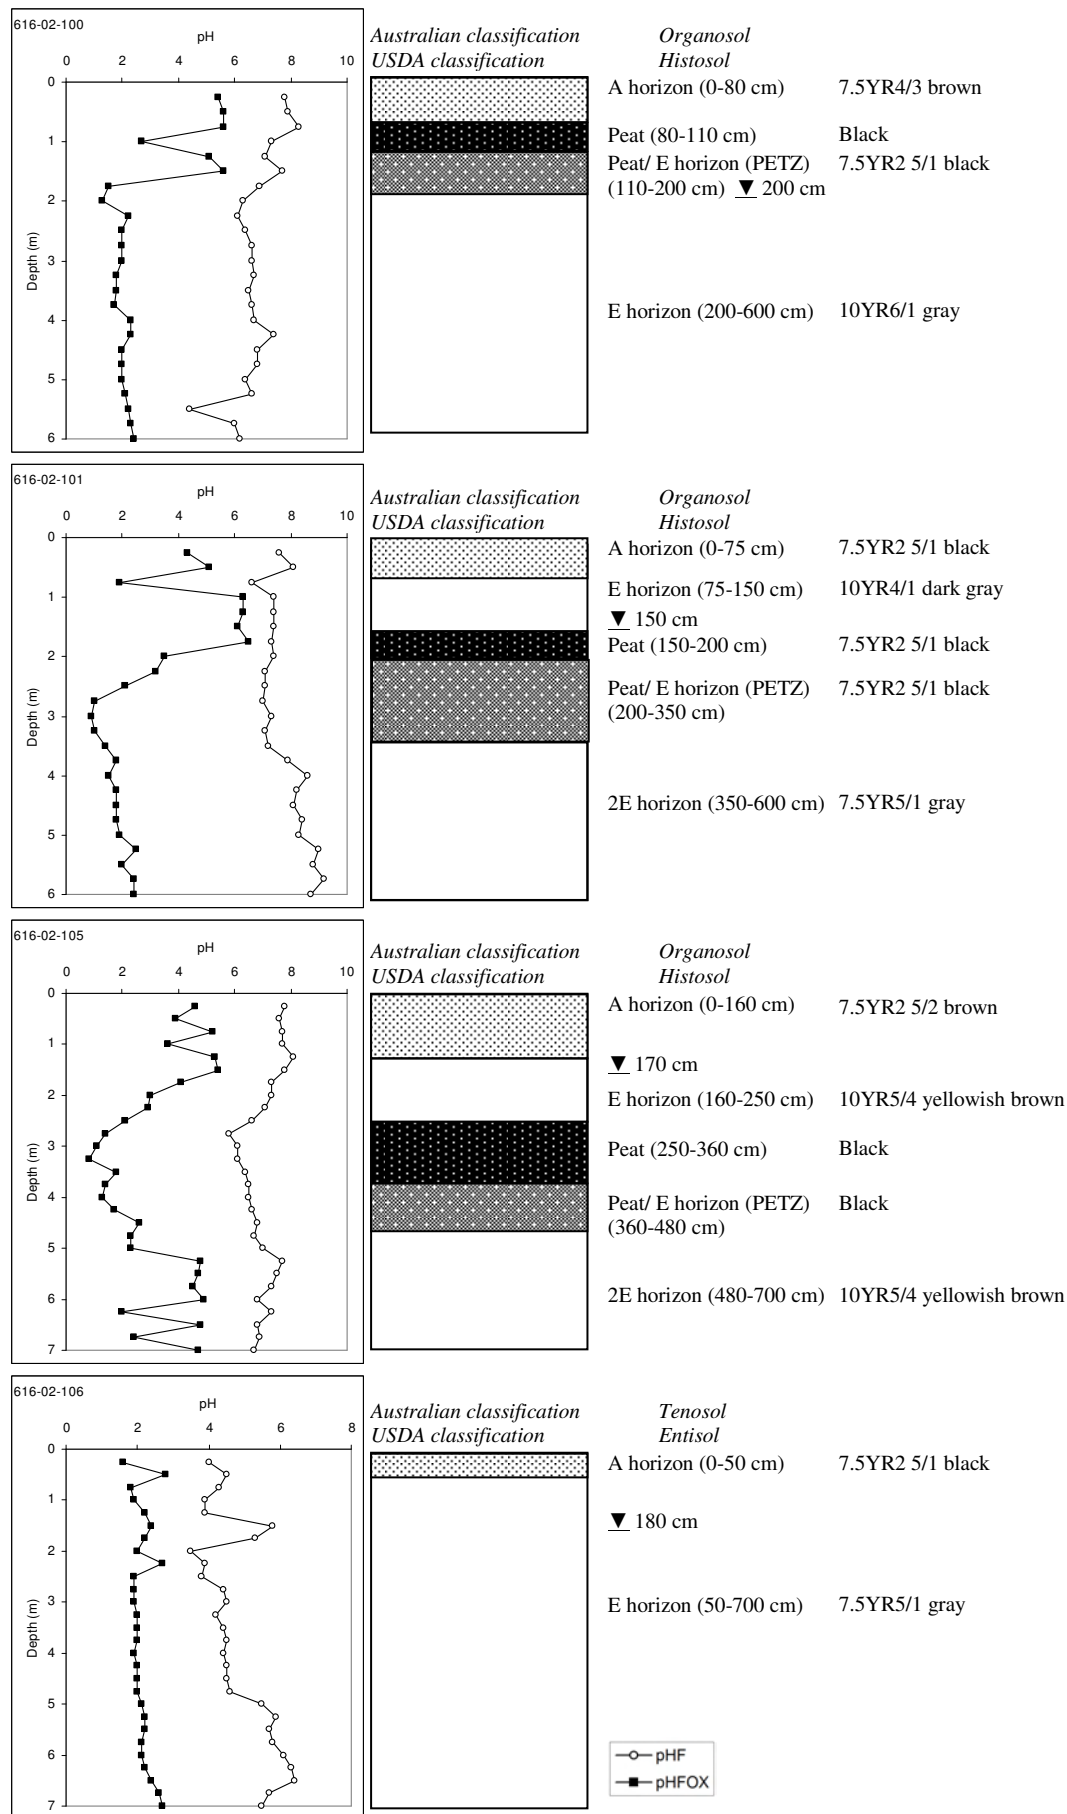 616-02-100
pH
0 2 4 6 8 10
0
1
2
3
4
5
6
Depth (m)
Australian classification Organosol
USDA classification Histosol
A horizon (0-80 cm) 7.5YR4/3 brown
Peat (80-110 cm) Black
Peat/ E horizon (PETZ) 7.5YR2 5/1 black
(110-200 cm) ▼ 200 cm
E horizon (200-600 cm) 10YR6/1 gray
616-02-101
pH
0 2 4 6 8 10
0
1
2
3
4
5
6
Depth (m)
Australian classification Organosol
USDA classification Histosol
A horizon (0-75 cm) 7.5YR2 5/1 black
E horizon (75-150 cm) 10YR4/1 dark gray
▼ 150 cm
Peat (150-200 cm) 7.5YR2 5/1 black
Peat/ E horizon (PETZ) 7.5YR2 5/1 black
(200-350 cm)
2E horizon (350-600 cm) 7.5YR5/1 gray
616-02-105
pH
0 2 4 6 8 10
0
1
2
3
4
5
6
7
Depth (m)
Australian classification Organosol
USDA classification Histosol
A horizon (0-160 cm) 7.5YR2 5/2 brown
▼ 170 cm
E horizon (160-250 cm) 10YR5/4 yellowish brown
Peat (250-360 cm) Black
Peat/ E horizon (PETZ) Black
(360-480 cm)
2E horizon (480-700 cm) 10YR5/4 yellowish brown
616-02-106
pH
0 2 4 6 8
0
1
2
3
4
5
6
7
Depth (m)
Australian classification Tenosol
USDA classification Entisol
A horizon (0-50 cm) 7.5YR2 5/1 black
▼ 180 cm
E horizon (50-700 cm) 7.5YR5/1 gray
pHF
pHFOX